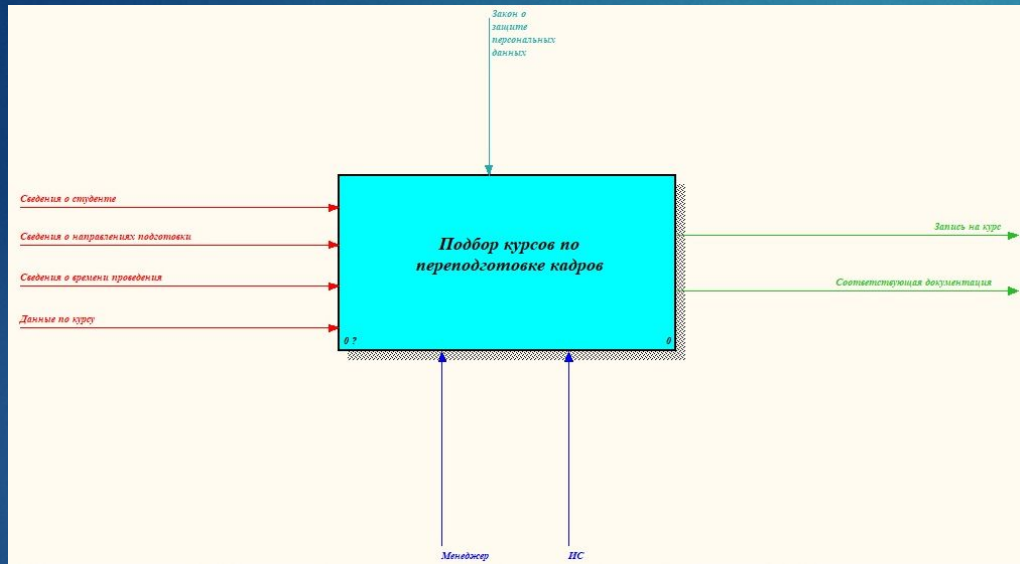 Закон о
защите
персональных
данных
Сведения о студенте
Сведения о направлениях подготовки
Сведения о времени проведения
Данные по курсу
Подбор курсов по
переподготовке кадров
0 ?
0
Запись на курс
Соответствующая документация
Менеджер
ИС